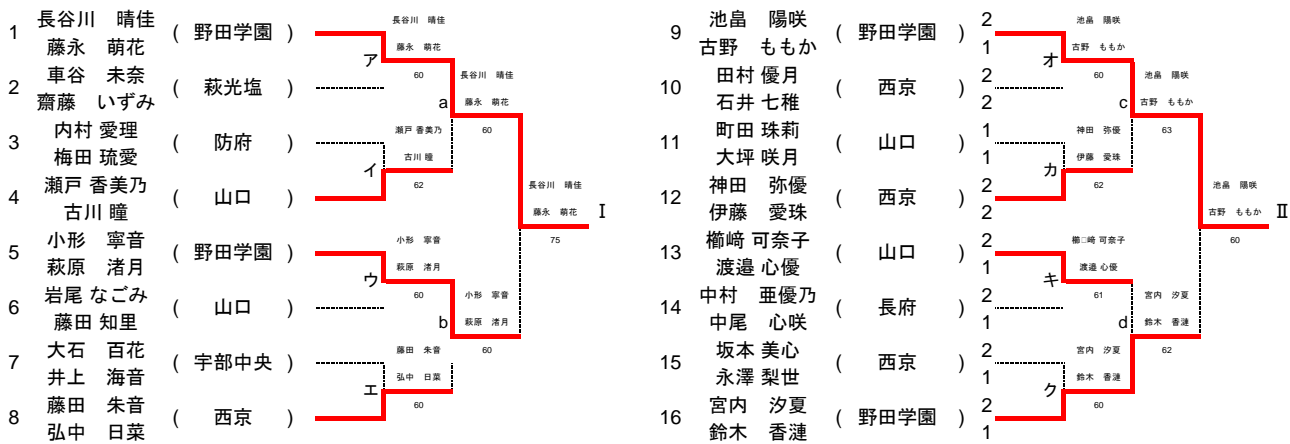 1 長谷川 晴佳 藤永 萌花 ( 野田学園 )
2 車谷 未奈 齋藤 いずみ ( 萩光塩 )
3 内村 愛理 梅田 琉愛 ( 防府 )
4 瀬戸 香美乃 古川 瞳 ( 山口 )
5 小形 寧音 萩原 渚月 ( 野田学園 )
6 岩尾 なごみ 藤田 知里 ( 山口 )
7 大石 百花 井上 海音 ( 宇部中央 )
8 藤田 朱音 弘中 日菜 ( 西京 )
ア 長谷川 晴佳 藤永 萌花 60
イ 瀬戸 香美乃 古川 瞳 62
ウ 小形 寧音 萩原 渚月 60
エ 藤田 朱音 弘中 日菜 60
a 長谷川 晴佳 藤永 萌花 60
b 小形 寧音 萩原 渚月 60
長谷川 晴佳 藤永 萌花 75 Ⅰ
9 池畠 陽咲 2 古野 ももか 1 ( 野田学園 )
10 田村 優月 2 石井 七稚 2 ( 西京 )
11 町田 珠莉 1 大坪 咲月 1 ( 山口 )
12 神田 弥優 2 伊藤 愛珠 2 ( 西京 )
13 櫛﨑 可奈子 2 渡邉 心優 1 ( 山口 )
14 中村 亜優乃 2 中尾 心咲 1 ( 長府 )
15 坂本 美心 2 永澤 梨世 1 ( 西京 )
16 宮内 汐夏 2 鈴木 香漣 1 ( 野田学園 )
オ 池畠 陽咲 古野 ももか 60
カ 神田 弥優 伊藤 愛珠 62
キ 櫛□﨑 可奈子 渡邉 心優 61
ク 宮内 汐夏 鈴木 香漣 60
c 池畠 陽咲 古野 ももか 63
d 宮内 汐夏 鈴木 香漣 62
池畠 陽咲 古野 ももか 60 Ⅱ